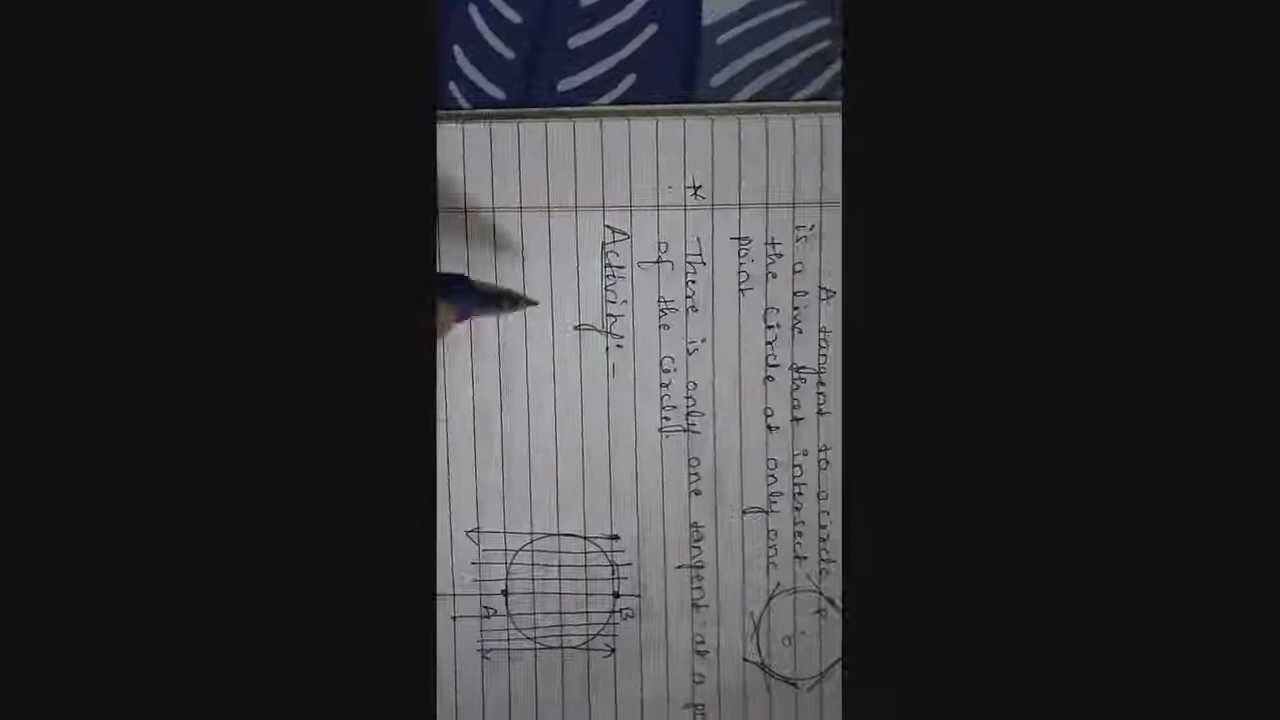 A tangent to a circle
is a line that intersect
the circle at only one
point
P
O
* There is only one tangent at a
of the circle.
Activity:-
B
A